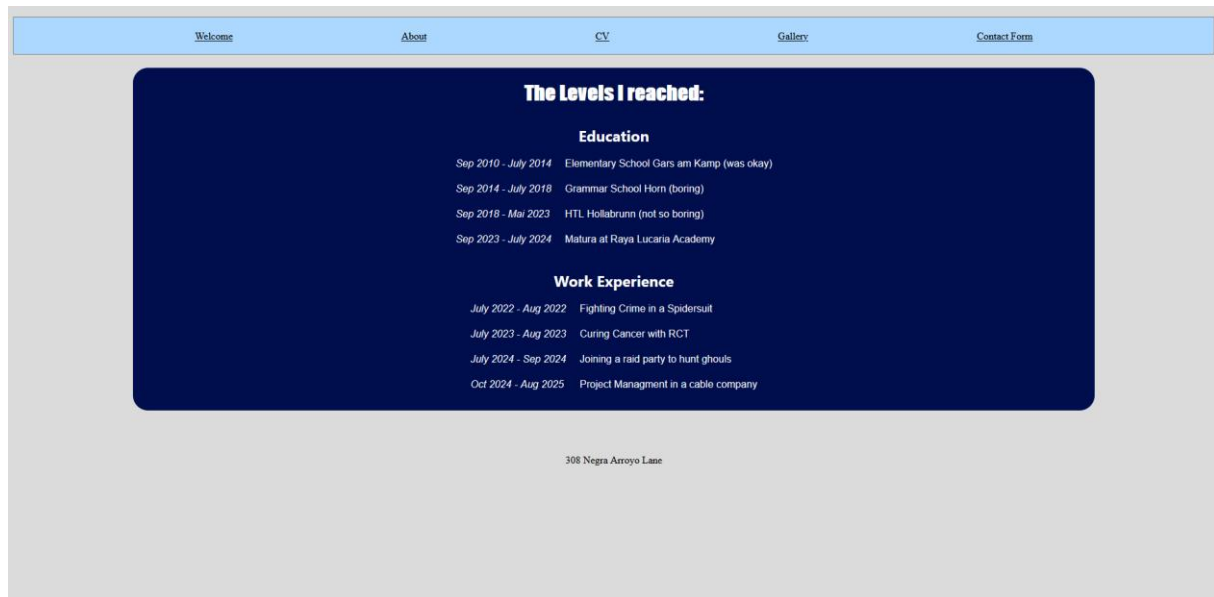 Welcome About CV Gallery Contact Form
The Levels I reached:
Education
Sep 2010 - July 2014 Elementary School Gars am Kamp (was okay)
Sep 2014 - July 2018 Grammar School Horn (boring)
Sep 2018 - Mai 2023 HTL Hollabrunn (not so boring)
Sep 2023 - July 2024 Matura at Raya Lucaria Academy
Work Experience
July 2022 - Aug 2022 Fighting Crime in a Spidersuit
July 2023 - Aug 2023 Curing Cancer with RCT
July 2024 - Sep 2024 Joining a raid party to hunt ghouls
Oct 2024 - Aug 2025 Project Managment in a cable company
308 Negra Arroyo Lane